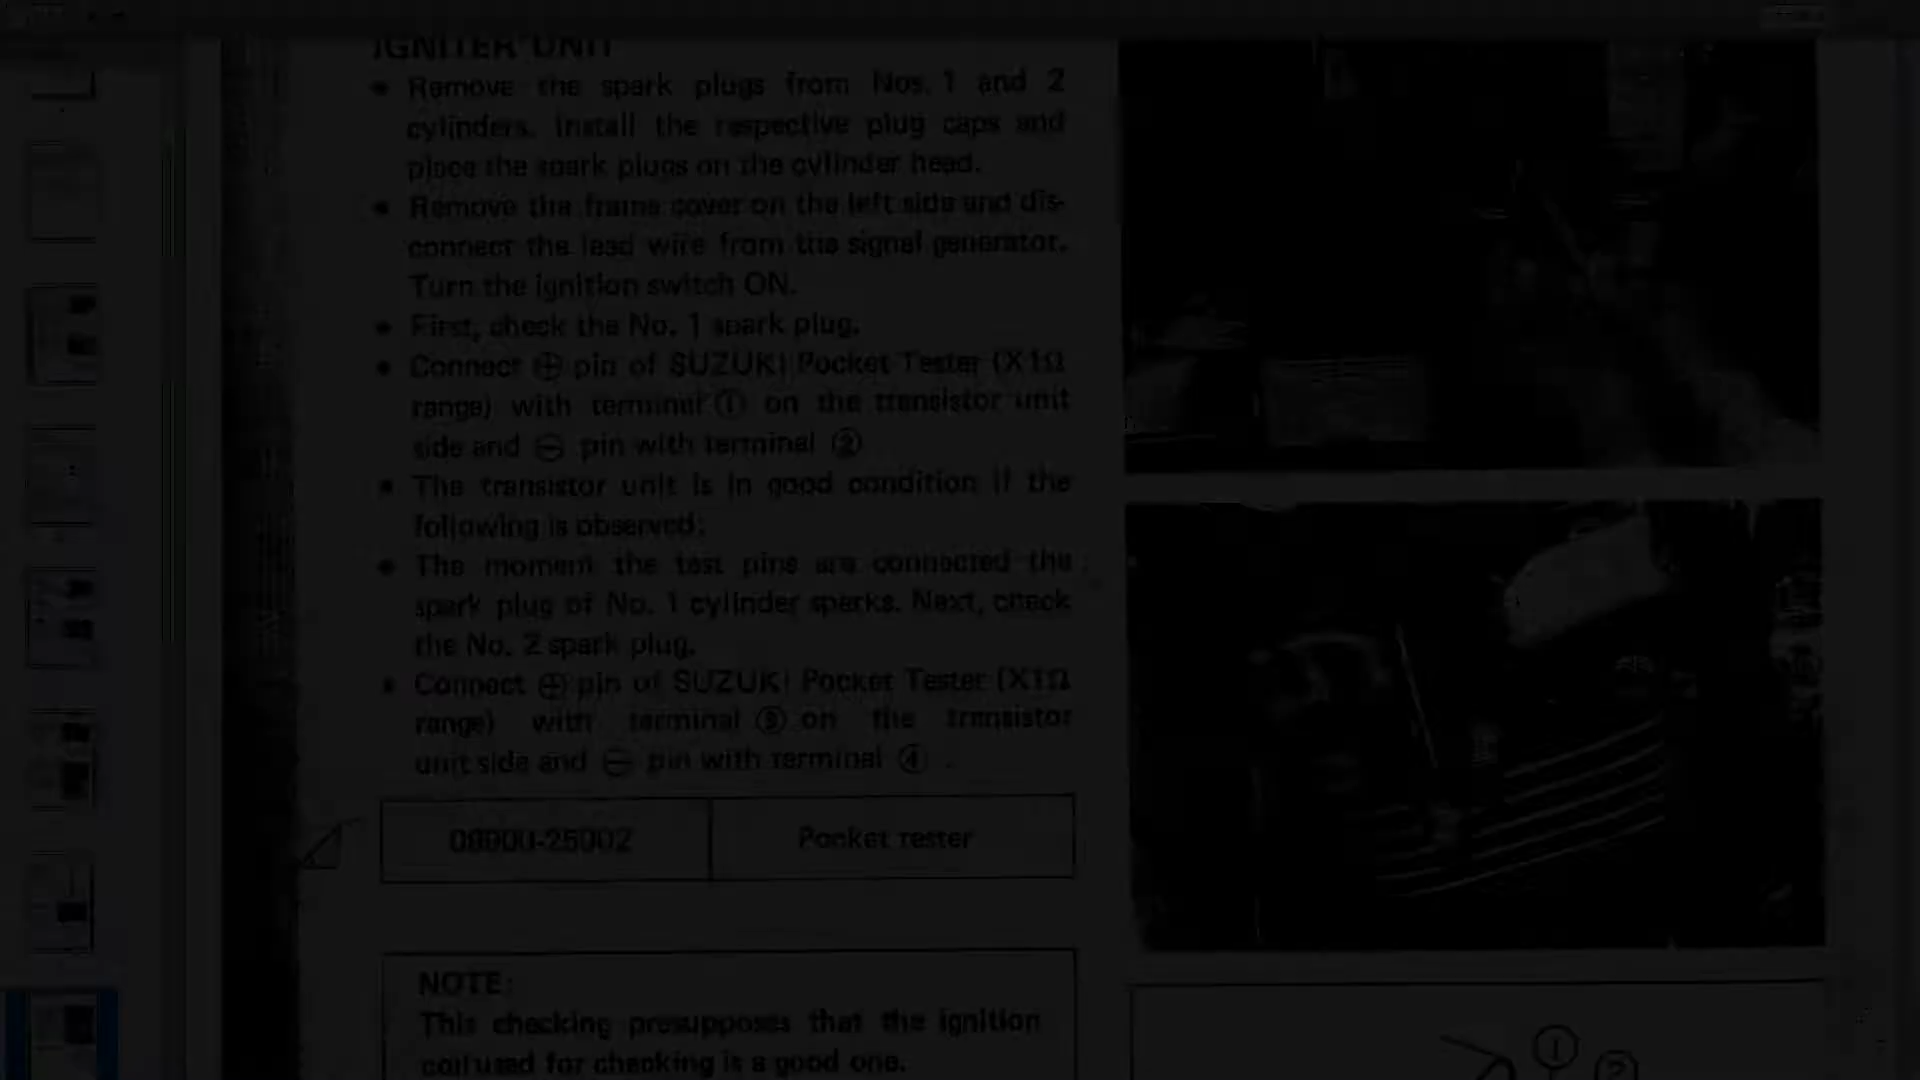 IGNITER UNIT
• Remove the spark plugs from Nos. 1 and 2
cylinders. Install the respective plug caps and
place the spark plugs on the cylinder head.
• Remove the frame cover on the left side and dis-
connect the lead wire from the signal generator.
Turn the ignition switch ON.
• First, check the No. 1 spark plug.
• Connect ⊕ pin of SUZUKI Pocket Tester (X1Ω
range) with terminal ① on the transistor unit
side and ⊖ pin with terminal ②
• The transistor unit is in good condition if the
following is observed:
• The moment the test pins are connected the
spark plug of No. 1 cylinder sparks. Next, check
the No. 2 spark plug.
• Connect ⊕ pin of SUZUKI Pocket Tester (X1Ω
range) with terminal ③ on the transistor
unit side and ⊖ pin with terminal ④ .
09900-25002 Pocket tester
NOTE:
This checking presupposes that the ignition
coil used for checking is a good one.
①
②